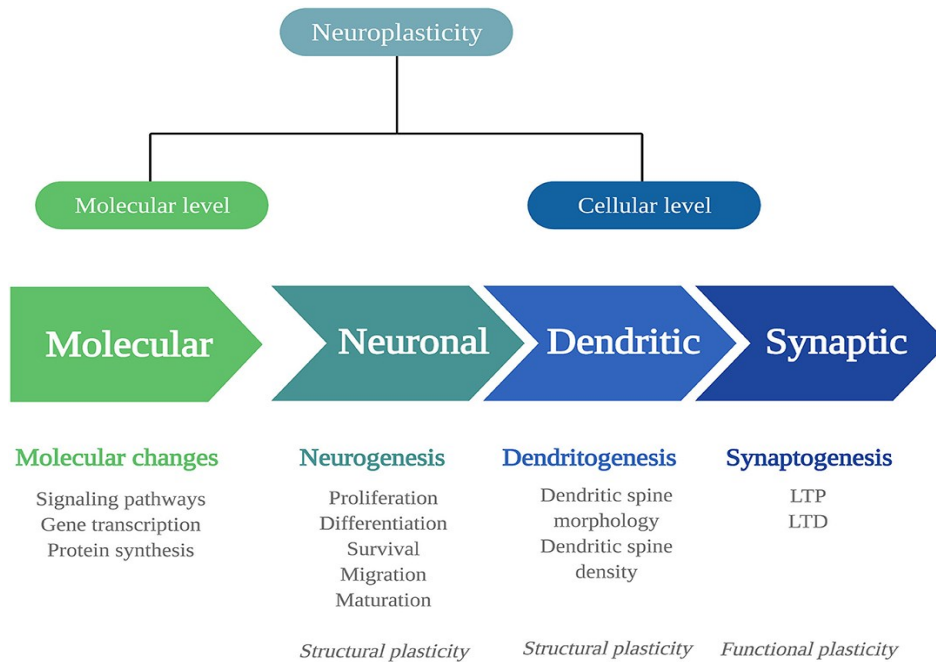 Neuroplasticity
Molecular level
Cellular level
Molecular
Neuronal
Dendritic
Synaptic
Molecular changes
Signaling pathways
Gene transcription
Protein synthesis
Neurogenesis
Proliferation
Differentiation
Survival
Migration
Maturation
Structural plasticity
Dendritogenesis
Dendritic spine
morphology
Dendritic spine
density
Structural plasticity
Synaptogenesis
LTP
LTD
Functional plasticity